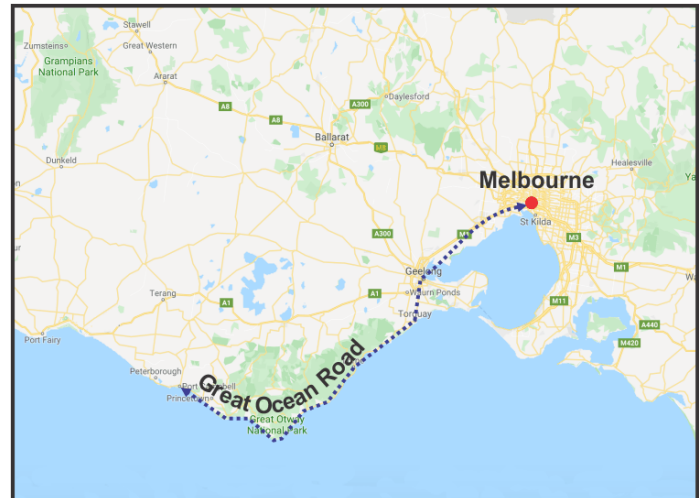 Stawell
Zumsteins
Great Western
Grampians
National Park
Ararat
A8
A300
Daylesford
A8
Ballarat
M8
Healesville
Dunkeld
Melbourne
St Kilda
A300
M3
M1
Geelong
Terang
A1
A1
Waurn Ponds
M11
Torquay
A440
Port Fairy
M420
Great Ocean Road
Peterborough
Port Campbell
Princetown
Great Otway
National Park